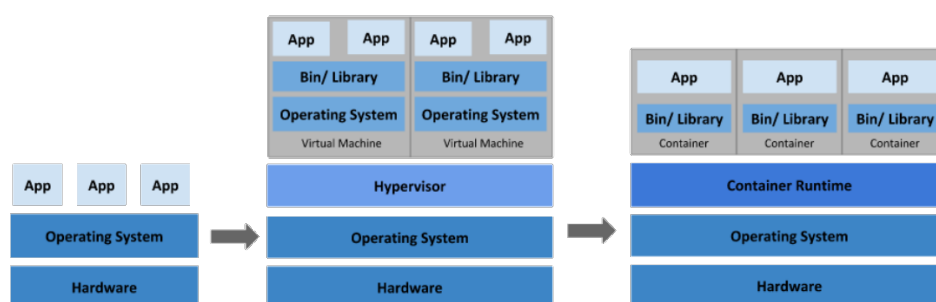 App App App
Operating System
Hardware
App App App App
Bin/ Library Bin/ Library
Operating System Operating System
Virtual Machine Virtual Machine
Hypervisor
Operating System
Hardware
App App App
Bin/ Library Bin/ Library Bin/ Library
Container Container Container
Container Runtime
Operating System
Hardware